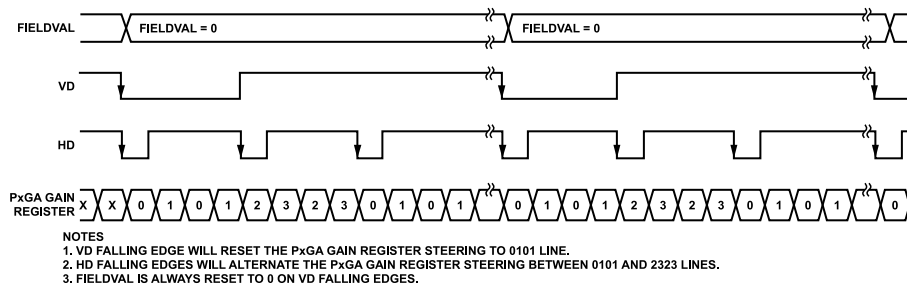 FIELDVAL
FIELDVAL = 0
FIELDVAL = 0
VD
HD
PxGA GAIN
REGISTER
X X 0 1 0 1 2 3 2 3 0 1 0 1 0 1 0 1 2 3 2 3 0 1 0 1 0
NOTES
1. VD FALLING EDGE WILL RESET THE PxGA GAIN REGISTER STEERING TO 0101 LINE.
2. HD FALLING EDGES WILL ALTERNATE THE PxGA GAIN REGISTER STEERING BETWEEN 0101 AND 2323 LINES.
3. FIELDVAL IS ALWAYS RESET TO 0 ON VD FALLING EDGES.